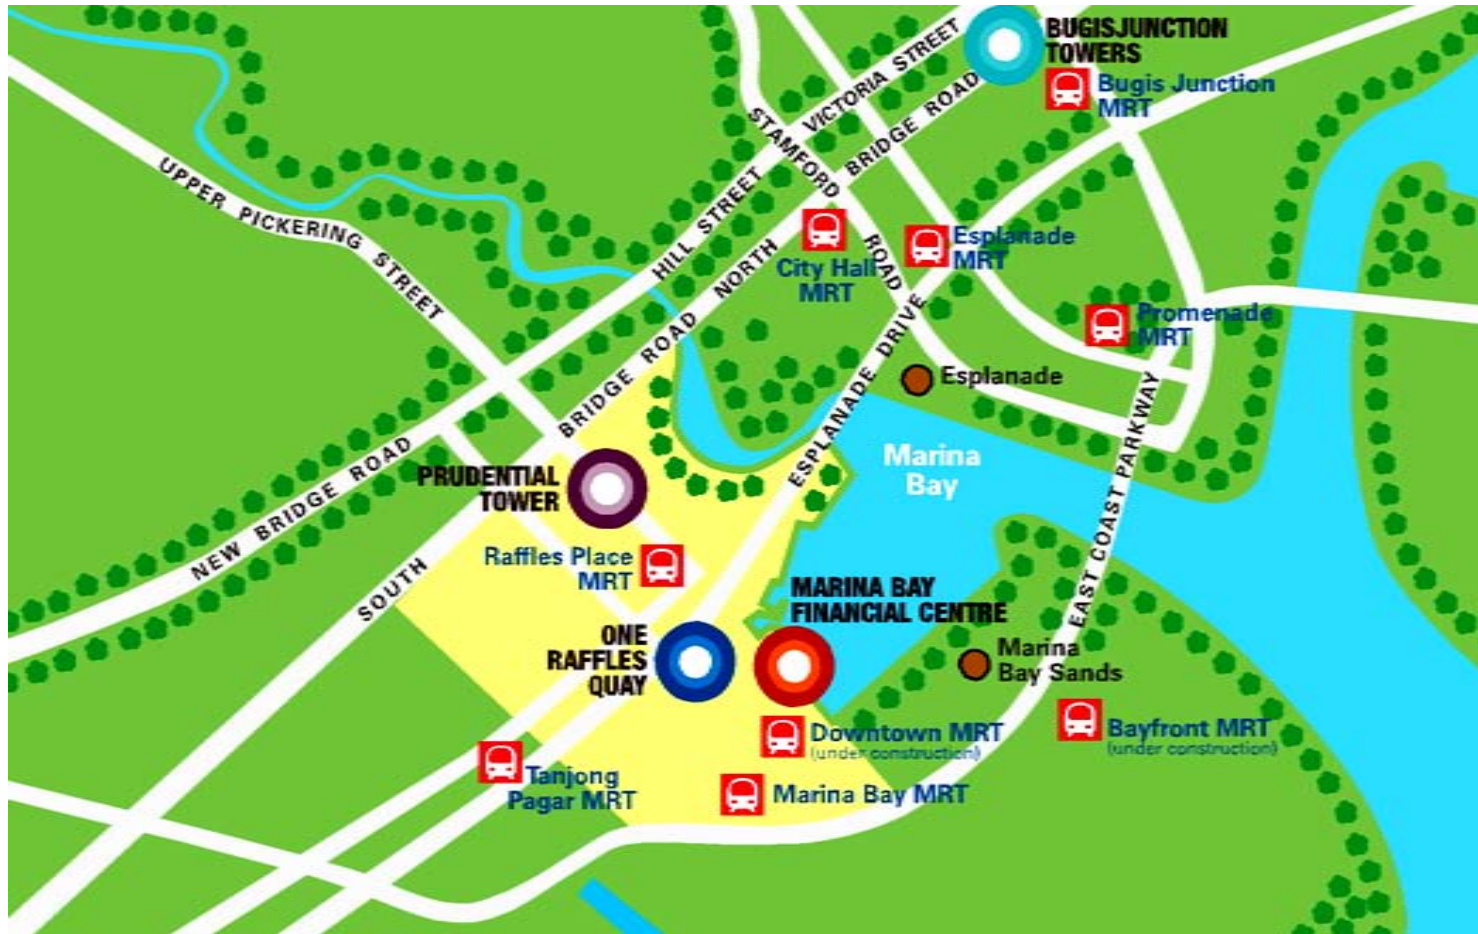 BUGISJUNCTION
TOWERS
Bugis Junction
MRT
VICTORIA STREET
BRIDGE ROAD
STAMFORD
ROAD
UPPER PICKERING STREET
HILL STREET
NORTH
City Hall
MRT
Esplanade
MRT
Promenade
MRT
ESPLANADE DRIVE
Esplanade
BRIDGE ROAD
NEW BRIDGE ROAD
EAST COAST PARKWAY
Marina
Bay
PRUDENTIAL
TOWER
Raffles Place
MRT
SOUTH
MARINA BAY
FINANCIAL CENTRE
ONE
RAFFLES
QUAY
Marina
Bay Sands
Downtown MRT
(under construction)
Bayfront MRT
(under construction)
Tanjong
Pagar MRT
Marina Bay MRT